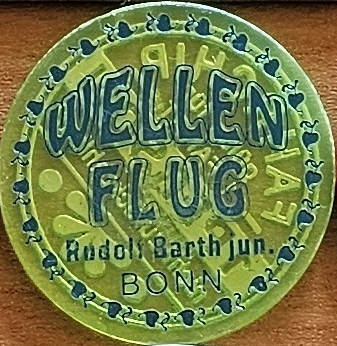 WELLEN
FLUG
Rudolf Barth jun.
BONN